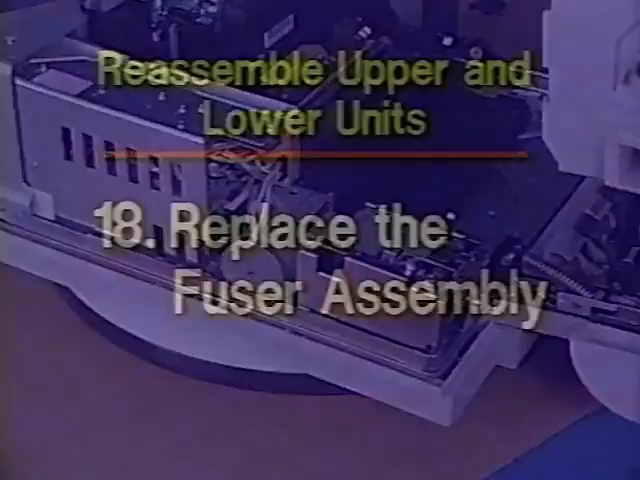 Reassemble Upper and
Lower Units
18. Replace the
Fuser Assembly